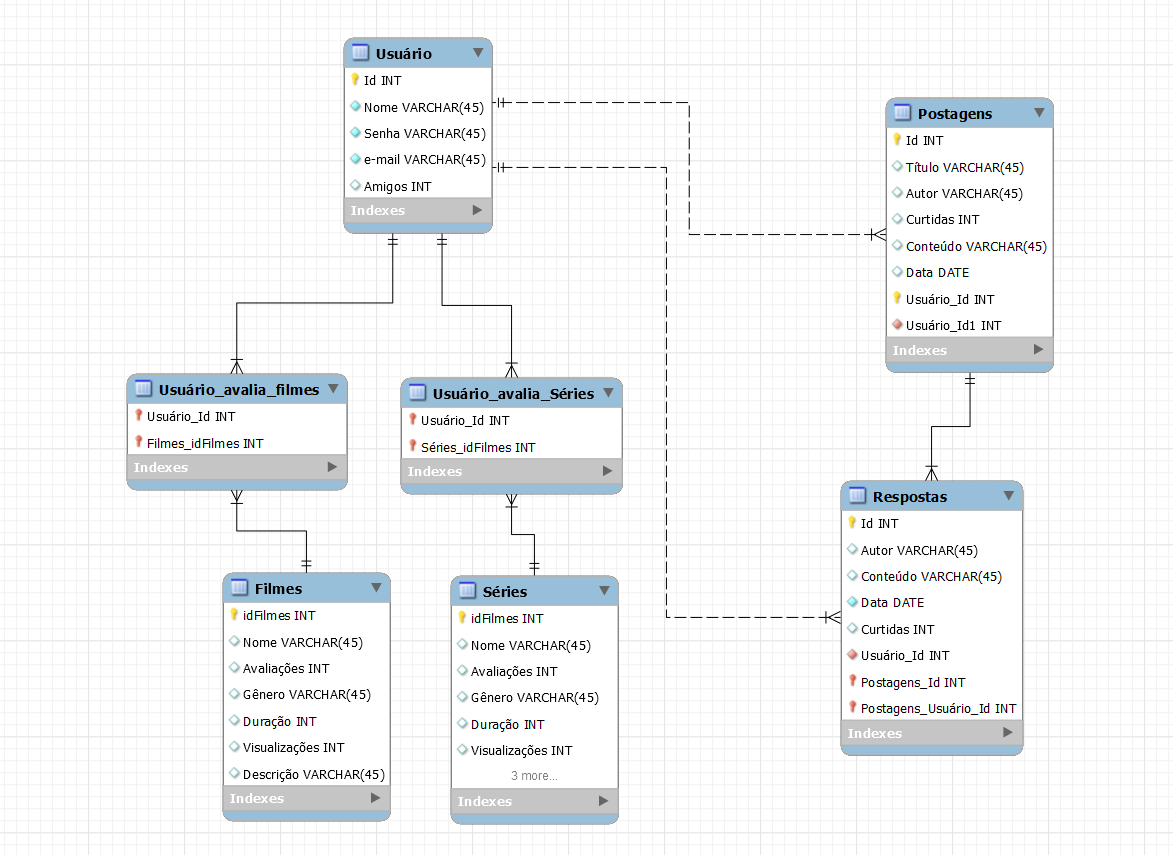 Usuário
Id INT
Nome VARCHAR(45)
Senha VARCHAR(45)
e-mail VARCHAR(45)
Amigos INT
Indexes
Postagens
Id INT
Título VARCHAR(45)
Autor VARCHAR(45)
Curtidas INT
Conteúdo VARCHAR(45)
Data DATE
Usuário_Id INT
Usuário_Id1 INT
Indexes
Usuário_avalia_filmes
Usuário_Id INT
Filmes_idFilmes INT
Indexes
Usuário_avalia_Séries
Usuário_Id INT
Séries_idFilmes INT
Indexes
Respostas
Id INT
Autor VARCHAR(45)
Conteúdo VARCHAR(45)
Data DATE
Curtidas INT
Usuário_Id INT
Postagens_Id INT
Postagens_Usuário_Id INT
Indexes
Filmes
idFilmes INT
Nome VARCHAR(45)
Avaliações INT
Gênero VARCHAR(45)
Duração INT
Visualizações INT
Descrição VARCHAR(45)
Indexes
Séries
idFilmes INT
Nome VARCHAR(45)
Avaliações INT
Gênero VARCHAR(45)
Duração INT
Visualizações INT
3 more...
Indexes